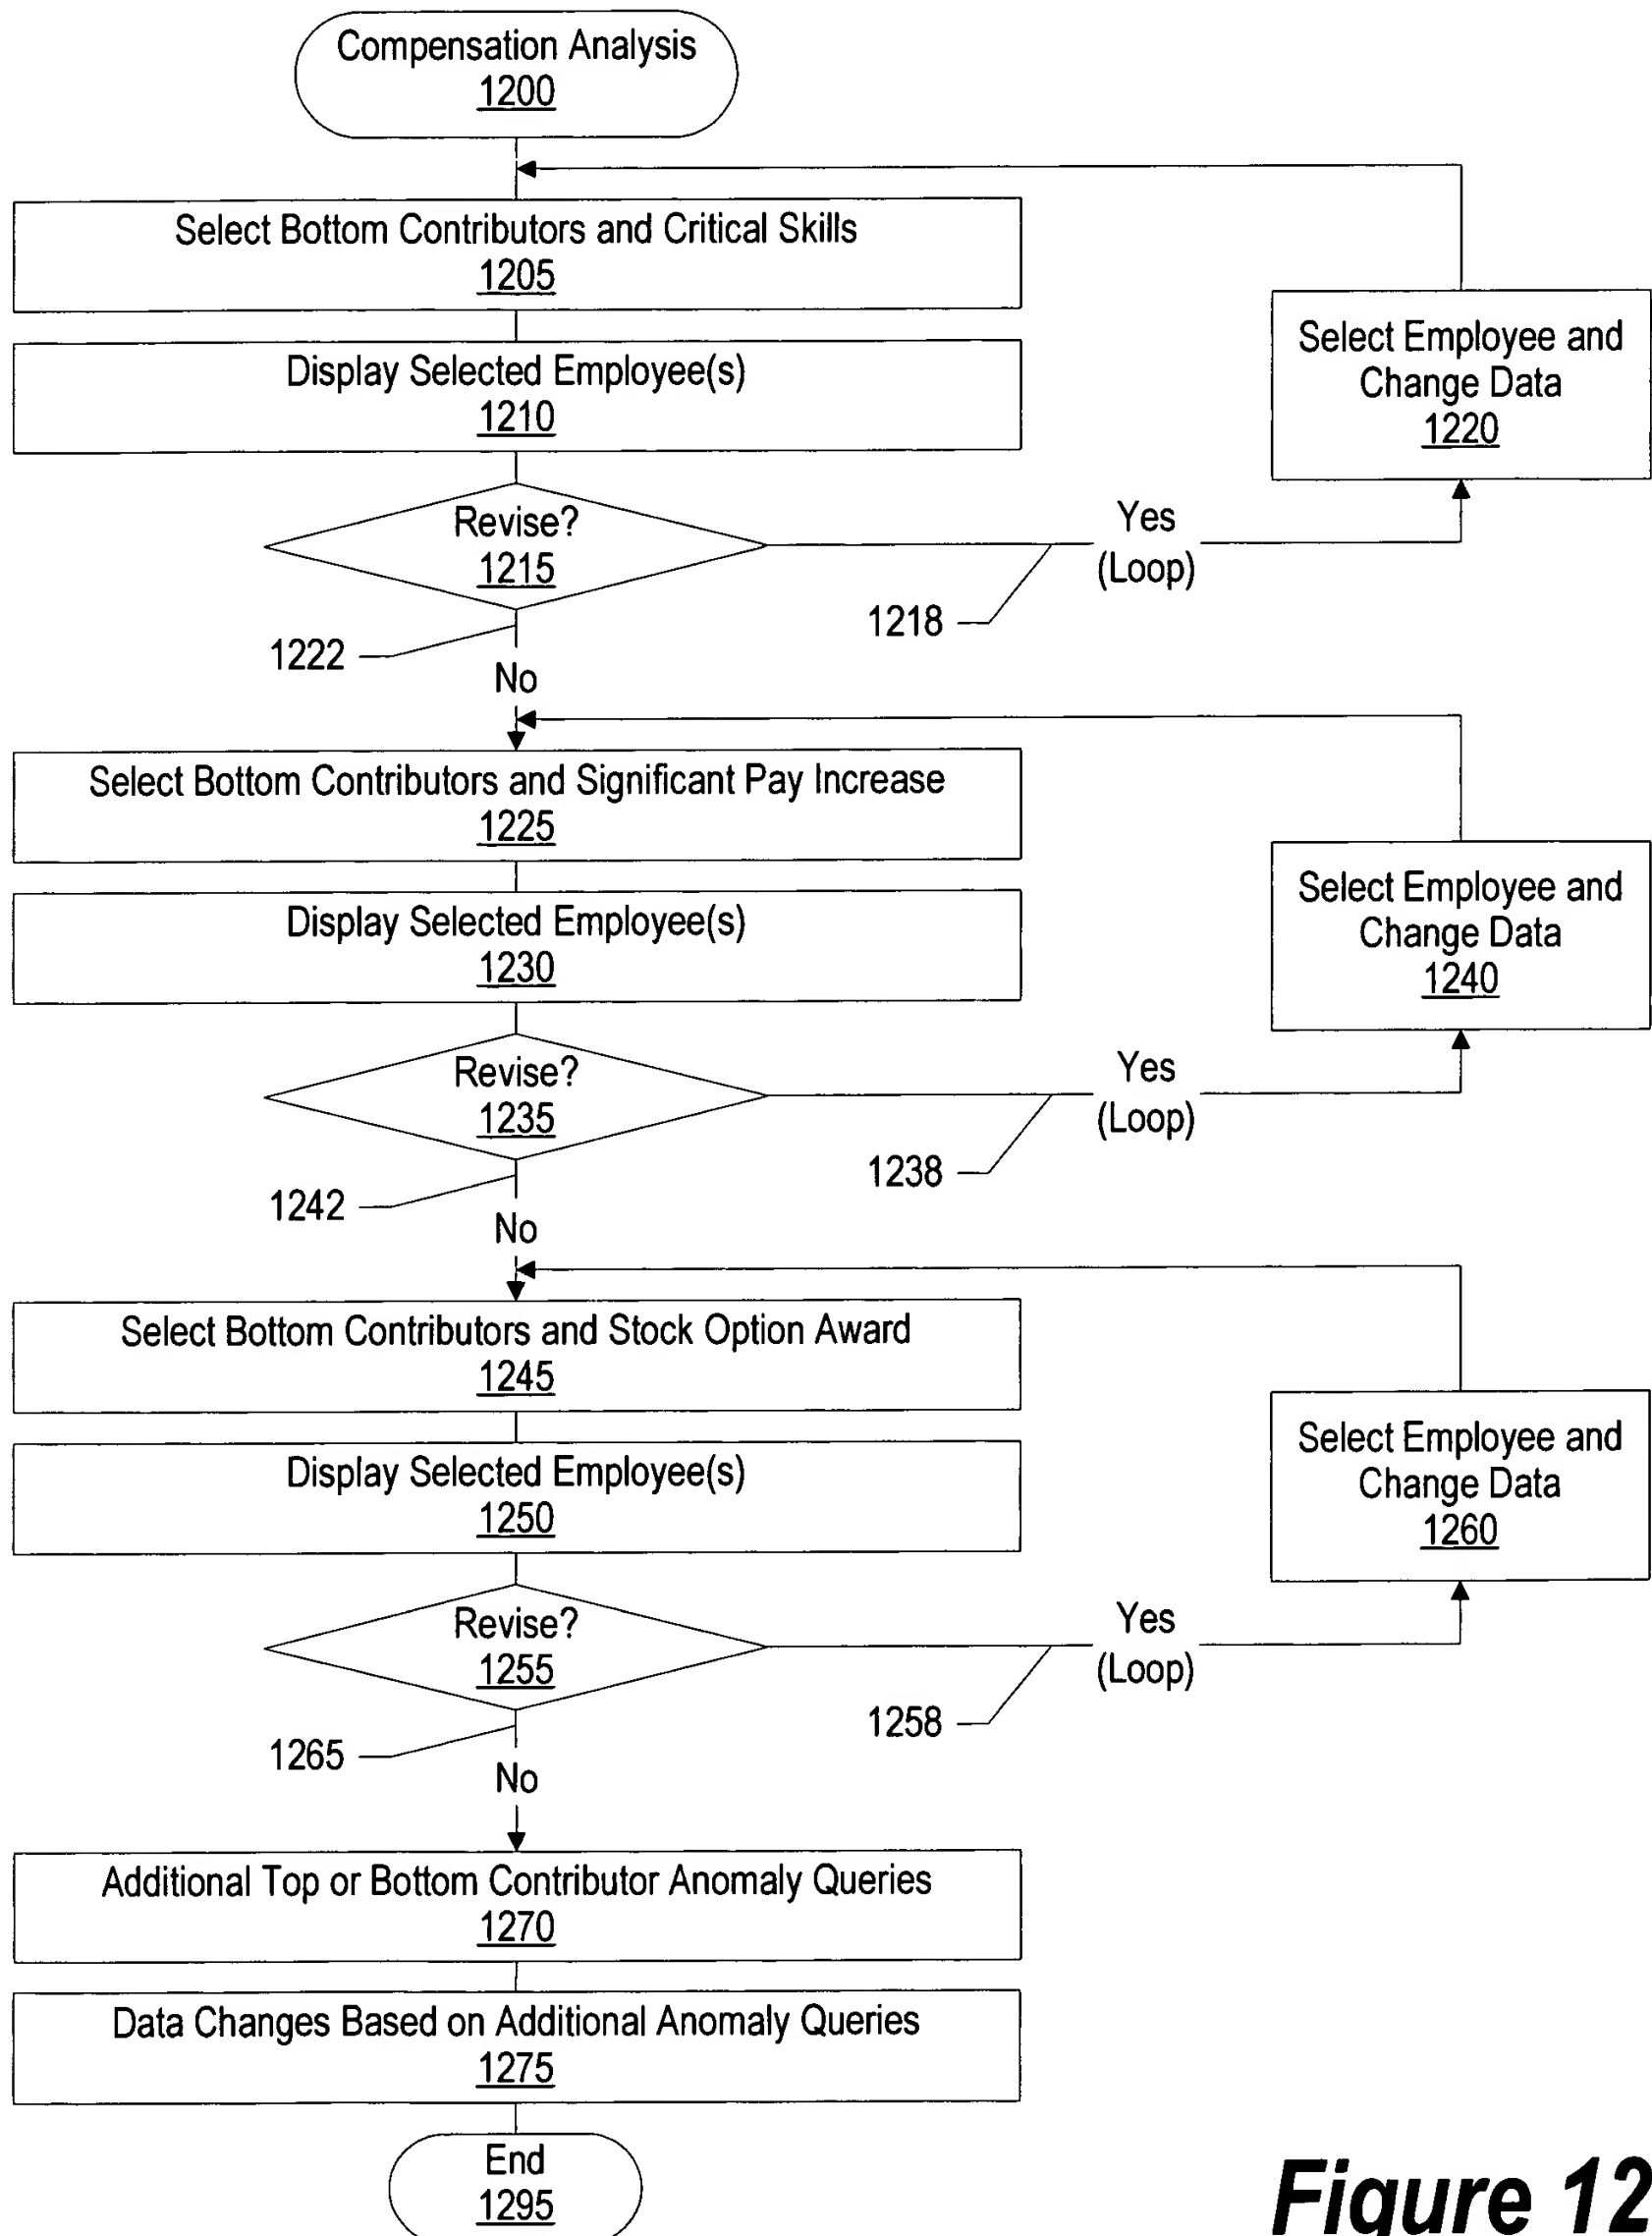 Compensation Analysis
1200
Select Bottom Contributors and Critical Skills
1205
Display Selected Employee(s)
1210
Select Employee and
Change Data
1220
Revise?
1215
Yes
(Loop)
1218
1222
No
Select Bottom Contributors and Significant Pay Increase
1225
Display Selected Employee(s)
1230
Select Employee and
Change Data
1240
Revise?
1235
Yes
(Loop)
1238
1242
No
Select Bottom Contributors and Stock Option Award
1245
Display Selected Employee(s)
1250
Select Employee and
Change Data
1260
Revise?
1255
Yes
(Loop)
1258
1265
No
Additional Top or Bottom Contributor Anomaly Queries
1270
Data Changes Based on Additional Anomaly Queries
1275
End
1295
Figure 12